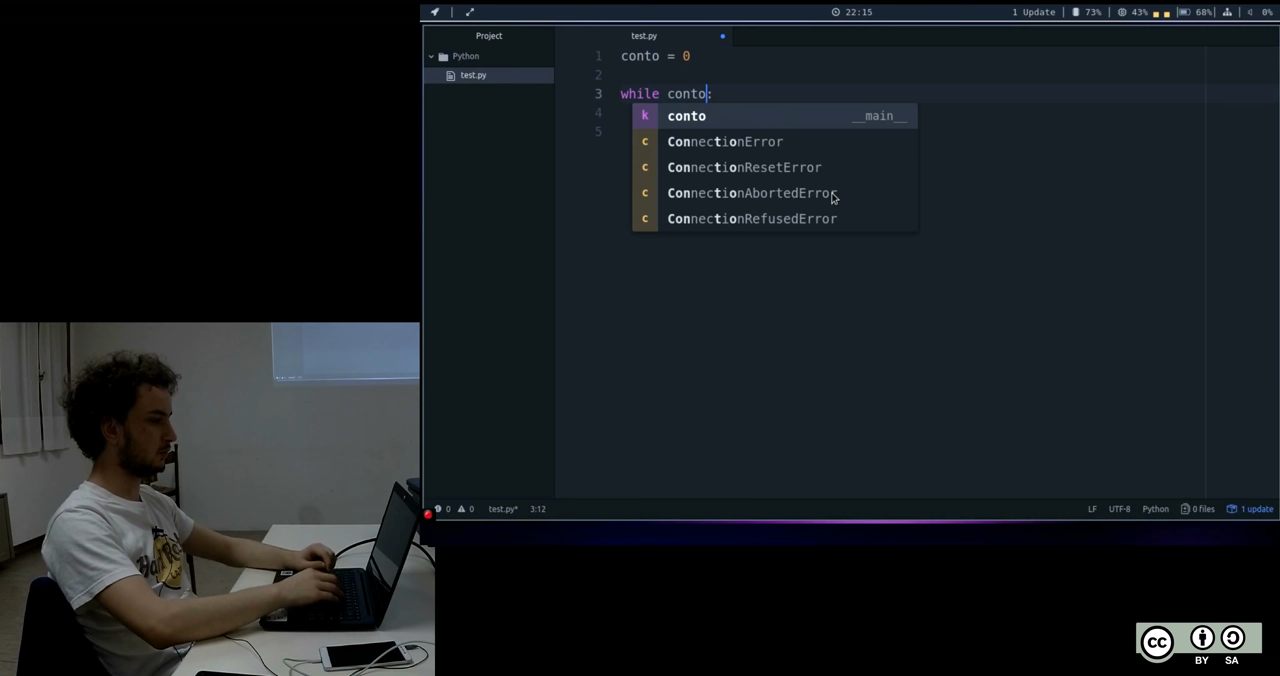 22:15
1 Update
73%
43%
68%
0%
Project
test.py
Python
test.py
1 conto = 0
2
3 while conto:
4
5
k conto __main__
c ConnectionError
c ConnectionResetError
c ConnectionAbortedError
c ConnectionRefusedError
0 0 test.py* 3:12
LF UTF-8 Python 0 files 1 update
cc
BY SA